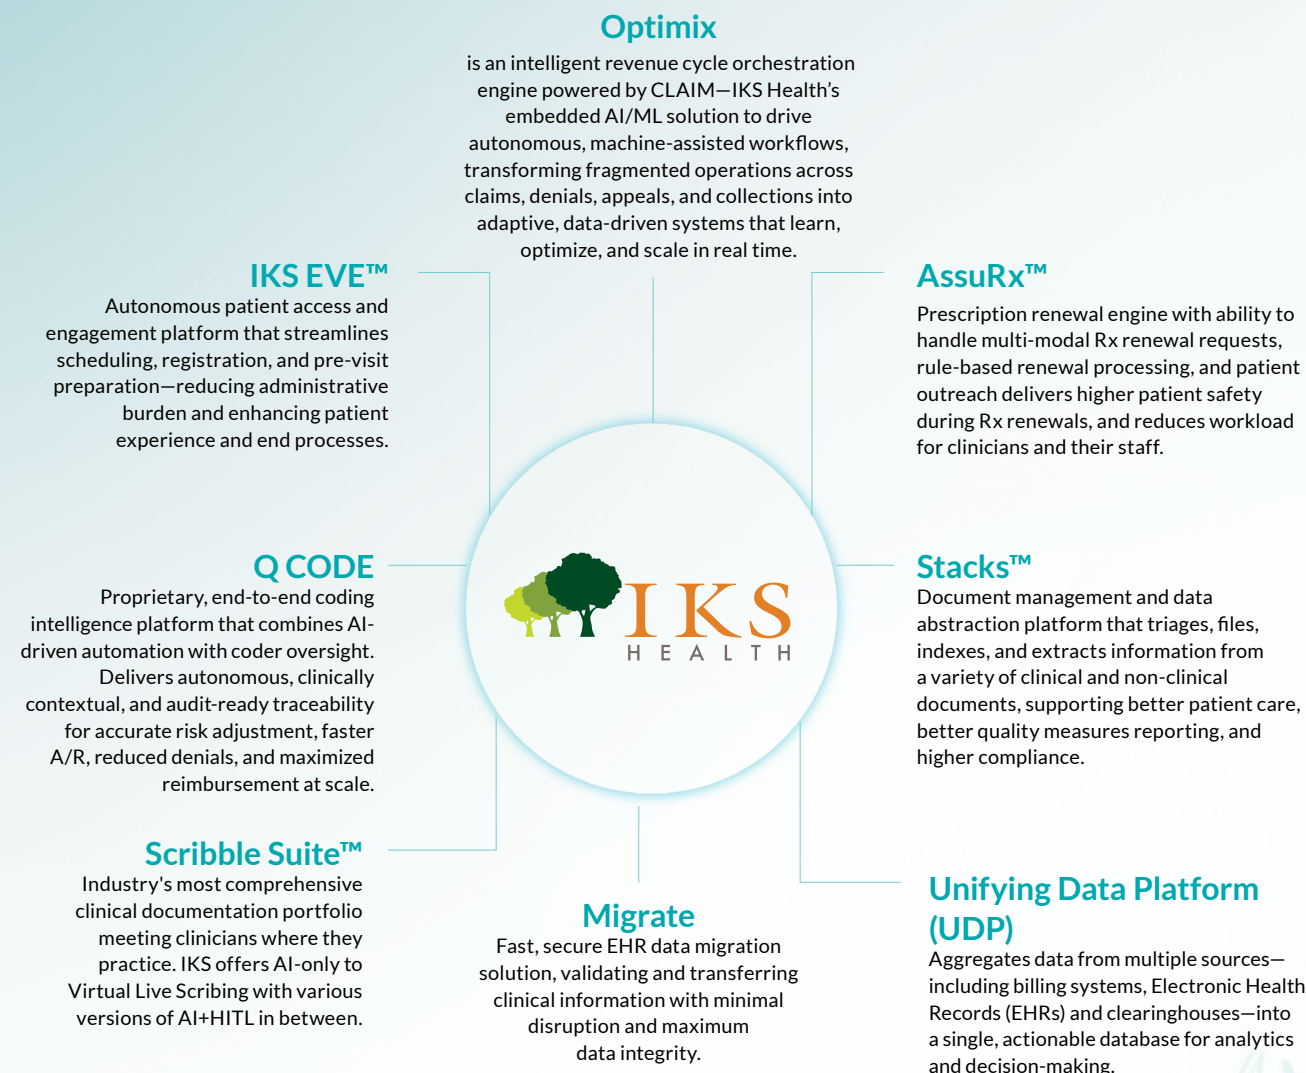 Optimix
is an intelligent revenue cycle orchestration
engine powered by CLAIM—IKS Health’s
embedded AI/ML solution to drive
autonomous, machine-assisted workflows,
transforming fragmented operations across
claims, denials, appeals, and collections into
adaptive, data-driven systems that learn,
optimize, and scale in real time.
IKS EVE™
Autonomous patient access and
engagement platform that streamlines
scheduling, registration, and pre-visit
preparation—reducing administrative
burden and enhancing patient
experience and end processes.
AssuRx™
Prescription renewal engine with ability to
handle multi-modal Rx renewal requests,
rule-based renewal processing, and patient
outreach delivers higher patient safety
during Rx renewals, and reduces workload
for clinicians and their staff.
Q CODE
Proprietary, end-to-end coding
intelligence platform that combines AI-
driven automation with coder oversight.
Delivers autonomous, clinically
contextual, and audit-ready traceability
for accurate risk adjustment, faster
A/R, reduced denials, and maximized
reimbursement at scale.
IKS
HEALTH
Stacks™
Document management and data
abstraction platform that triages, files,
indexes, and extracts information from
a variety of clinical and non-clinical
documents, supporting better patient care,
better quality measures reporting, and
higher compliance.
Scribble Suite™
Industry's most comprehensive
clinical documentation portfolio
meeting clinicians where they
practice. IKS offers AI-only to
Virtual Live Scribing with various
versions of AI+HITL in between.
Migrate
Fast, secure EHR data migration
solution, validating and transferring
clinical information with minimal
disruption and maximum
data integrity.
Unifying Data Platform
(UDP)
Aggregates data from multiple sources—
including billing systems, Electronic Health
Records (EHRs) and clearinghouses—into
a single, actionable database for analytics
and decision-making.